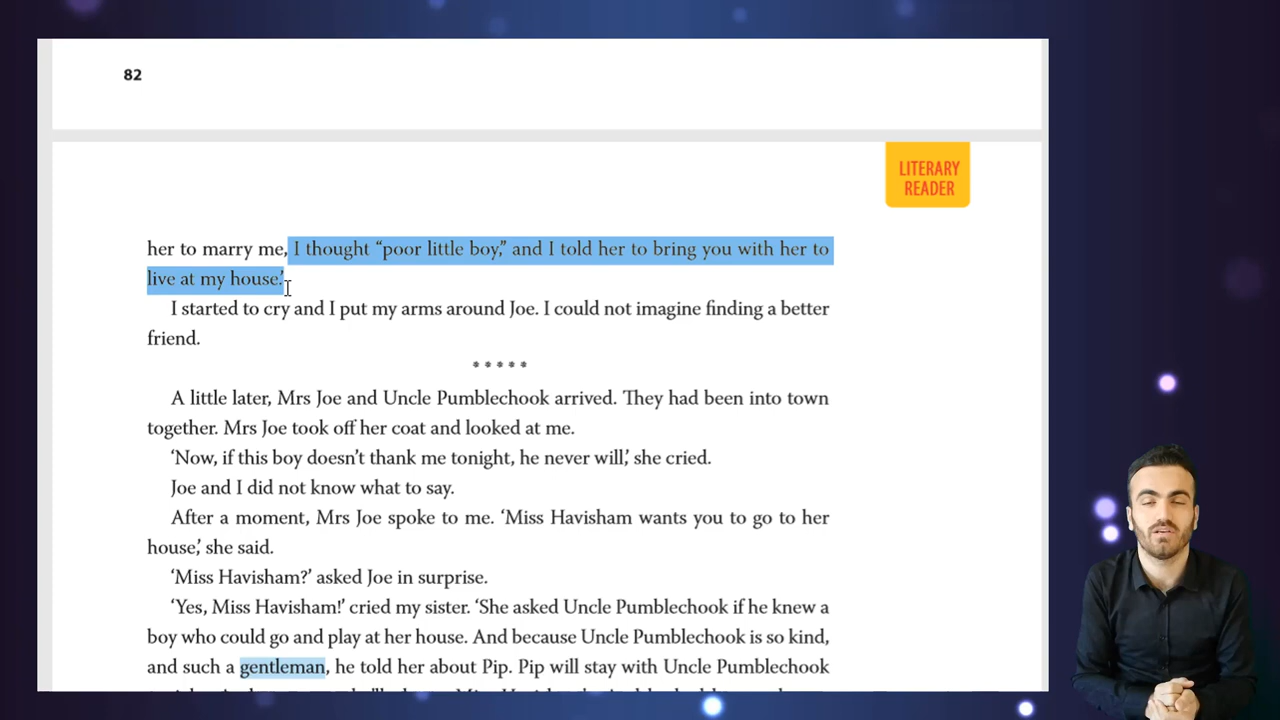 82
LITERARY
READER
her to marry me, I thought “poor little boy,” and I told her to bring you with her to
live at my house.’
I started to cry and I put my arms around Joe. I could not imagine finding a better
friend.
* * * * *
A little later, Mrs Joe and Uncle Pumblechook arrived. They had been into town
together. Mrs Joe took off her coat and looked at me.
‘Now, if this boy doesn’t thank me tonight, he never will,’ she cried.
Joe and I did not know what to say.
After a moment, Mrs Joe spoke to me. ‘Miss Havisham wants you to go to her
house,’ she said.
‘Miss Havisham?’ asked Joe in surprise.
‘Yes, Miss Havisham!’ cried my sister. ‘She asked Uncle Pumblechook if he knew a
boy who could go and play at her house. And because Uncle Pumblechook is so kind,
and such a gentleman, he told her about Pip. Pip will stay with Uncle Pumblechook